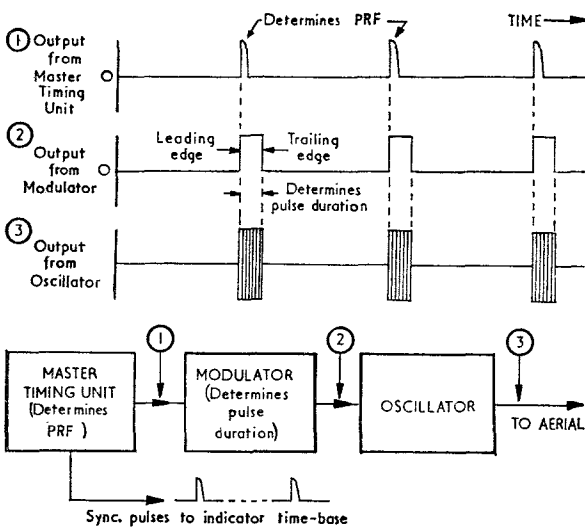 Determines PRF
TIME
1
Output
from
Master
Timing
Unit
O
2
Output
from
Modulator
O
Leading
edge
Trailing
edge
Determines
pulse duration
3
Output
from
Oscillator
1
2
3
MASTER
TIMING UNIT
(Determines
PRF )
MODULATOR
(Determines
pulse
duration)
OSCILLATOR
TO AERIAL
Sync. pulses to indicator time-base